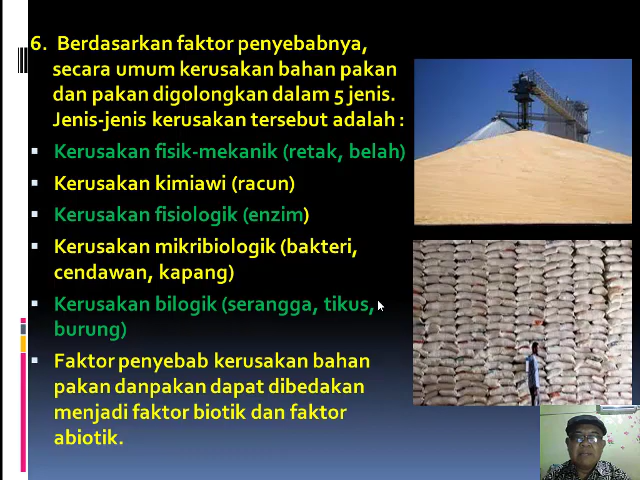 6. Berdasarkan faktor penyebabnya,
secara umum kerusakan bahan pakan
dan pakan digolongkan dalam 5 jenis.
Jenis-jenis kerusakan tersebut adalah :
▪ Kerusakan fisik-mekanik (retak, belah)
▪ Kerusakan kimiawi (racun)
▪ Kerusakan fisiologik (enzim)
▪ Kerusakan mikribiologik (bakteri,
cendawan, kapang)
▪ Kerusakan bilogik (serangga, tikus,
burung)
▪ Faktor penyebab kerusakan bahan
pakan danpakan dapat dibedakan
menjadi faktor biotik dan faktor
abiotik.